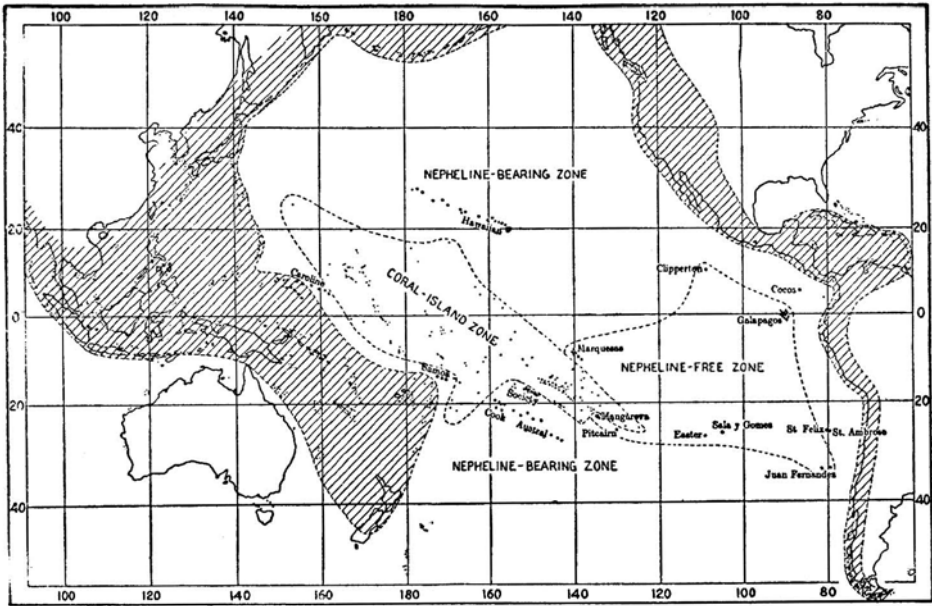 100 120 140 160 180 160 140 120 100 80
40 40
NEPHELINE-BEARING ZONE
Hawaiian
20 20
Clipperton
Caroline
CORAL-ISLAND ZONE
Cocos
0 0
Galapagos
Marquesas
NEPHELINE-FREE ZONE
Samoa
Society
20 20
Cook Austral
Mangareva
Pitcairn
Easter
Sala y Gomes
St Felix
St. Ambrose
NEPHELINE-BEARING ZONE
Juan Fernandes
40 40
100 120 140 160 180 160 140 120 100 80